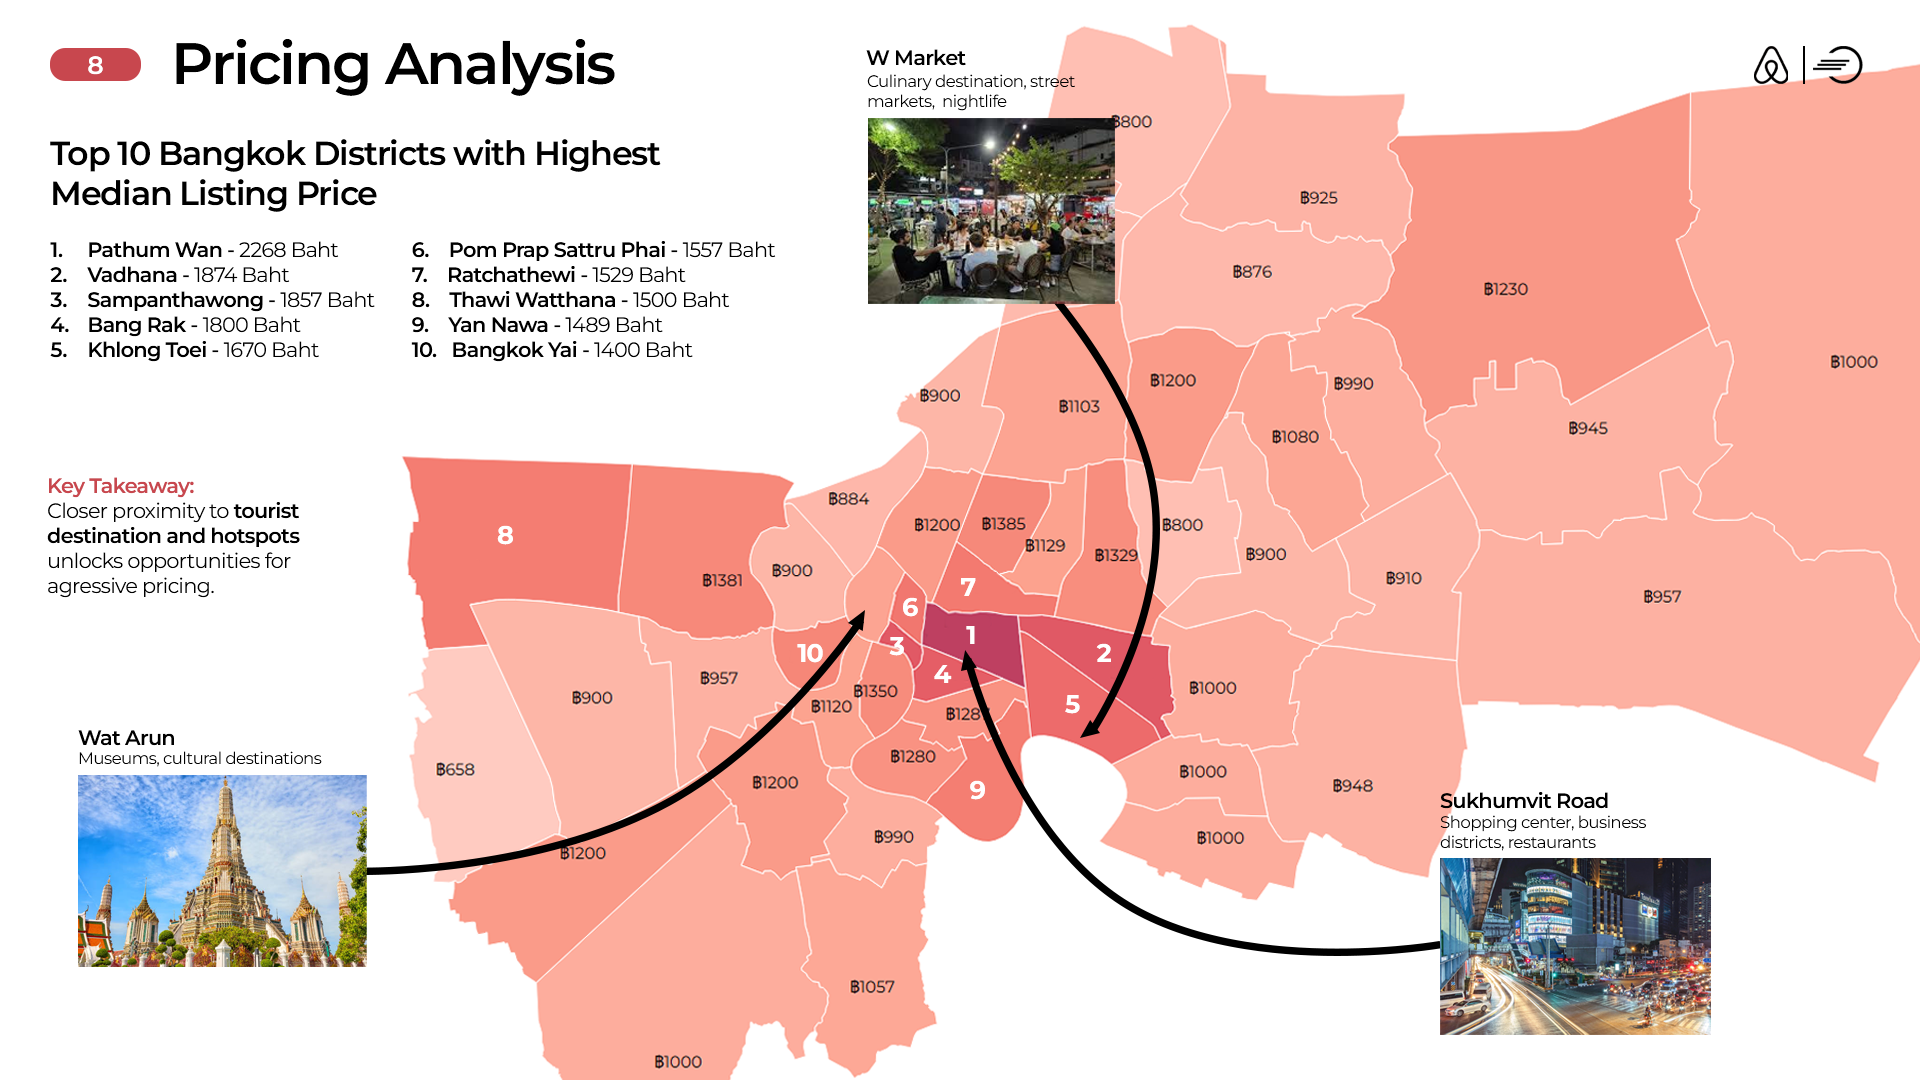 8
Pricing Analysis
Top 10 Bangkok Districts with Highest
Median Listing Price
1. Pathum Wan - 2268 Baht
2. Vadhana - 1874 Baht
3. Sampanthawong - 1857 Baht
4. Bang Rak - 1800 Baht
5. Khlong Toei - 1670 Baht
6. Pom Prap Sattru Phai - 1557 Baht
7. Ratchathewi - 1529 Baht
8. Thawi Watthana - 1500 Baht
9. Yan Nawa - 1489 Baht
10. Bangkok Yai - 1400 Baht
Key Takeaway:
Closer proximity to tourist
destination and hotspots
unlocks opportunities for
agressive pricing.
W Market
Culinary destination, street
markets, nightlife
Wat Arun
Museums, cultural destinations
Sukhumvit Road
Shopping center, business
districts, restaurants
฿800
฿925
฿876
฿1230
฿1000
฿900
฿1103
฿1200
฿990
฿1080
฿945
฿884
฿1200
฿1385
฿1129
฿1329
฿800
฿900
฿910
฿957
8
฿1381
฿900
7
6
1
3
2
10
4
5
฿900
฿957
฿1120
฿1350
฿128
฿1000
฿658
฿1200
฿1280
9
฿1000
฿948
฿1200
฿990
฿1000
฿1057
฿1000